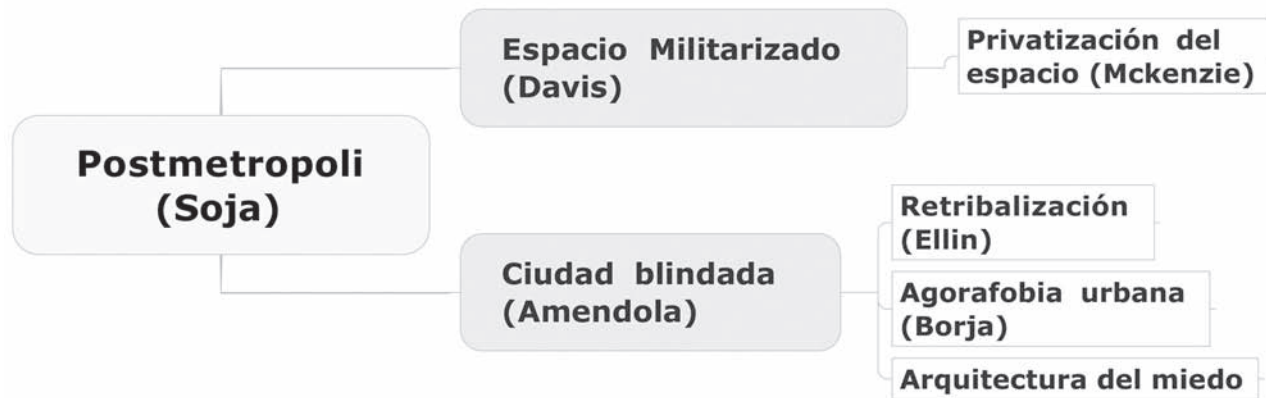 Postmetropoli
(Soja)
Espacio Militarizado
(Davis)
Privatización del
espacio (Mckenzie)
Ciudad blindada
(Amendola)
Retribalización
(Ellin)
Agorafobia urbana
(Borja)
Arquitectura del miedo